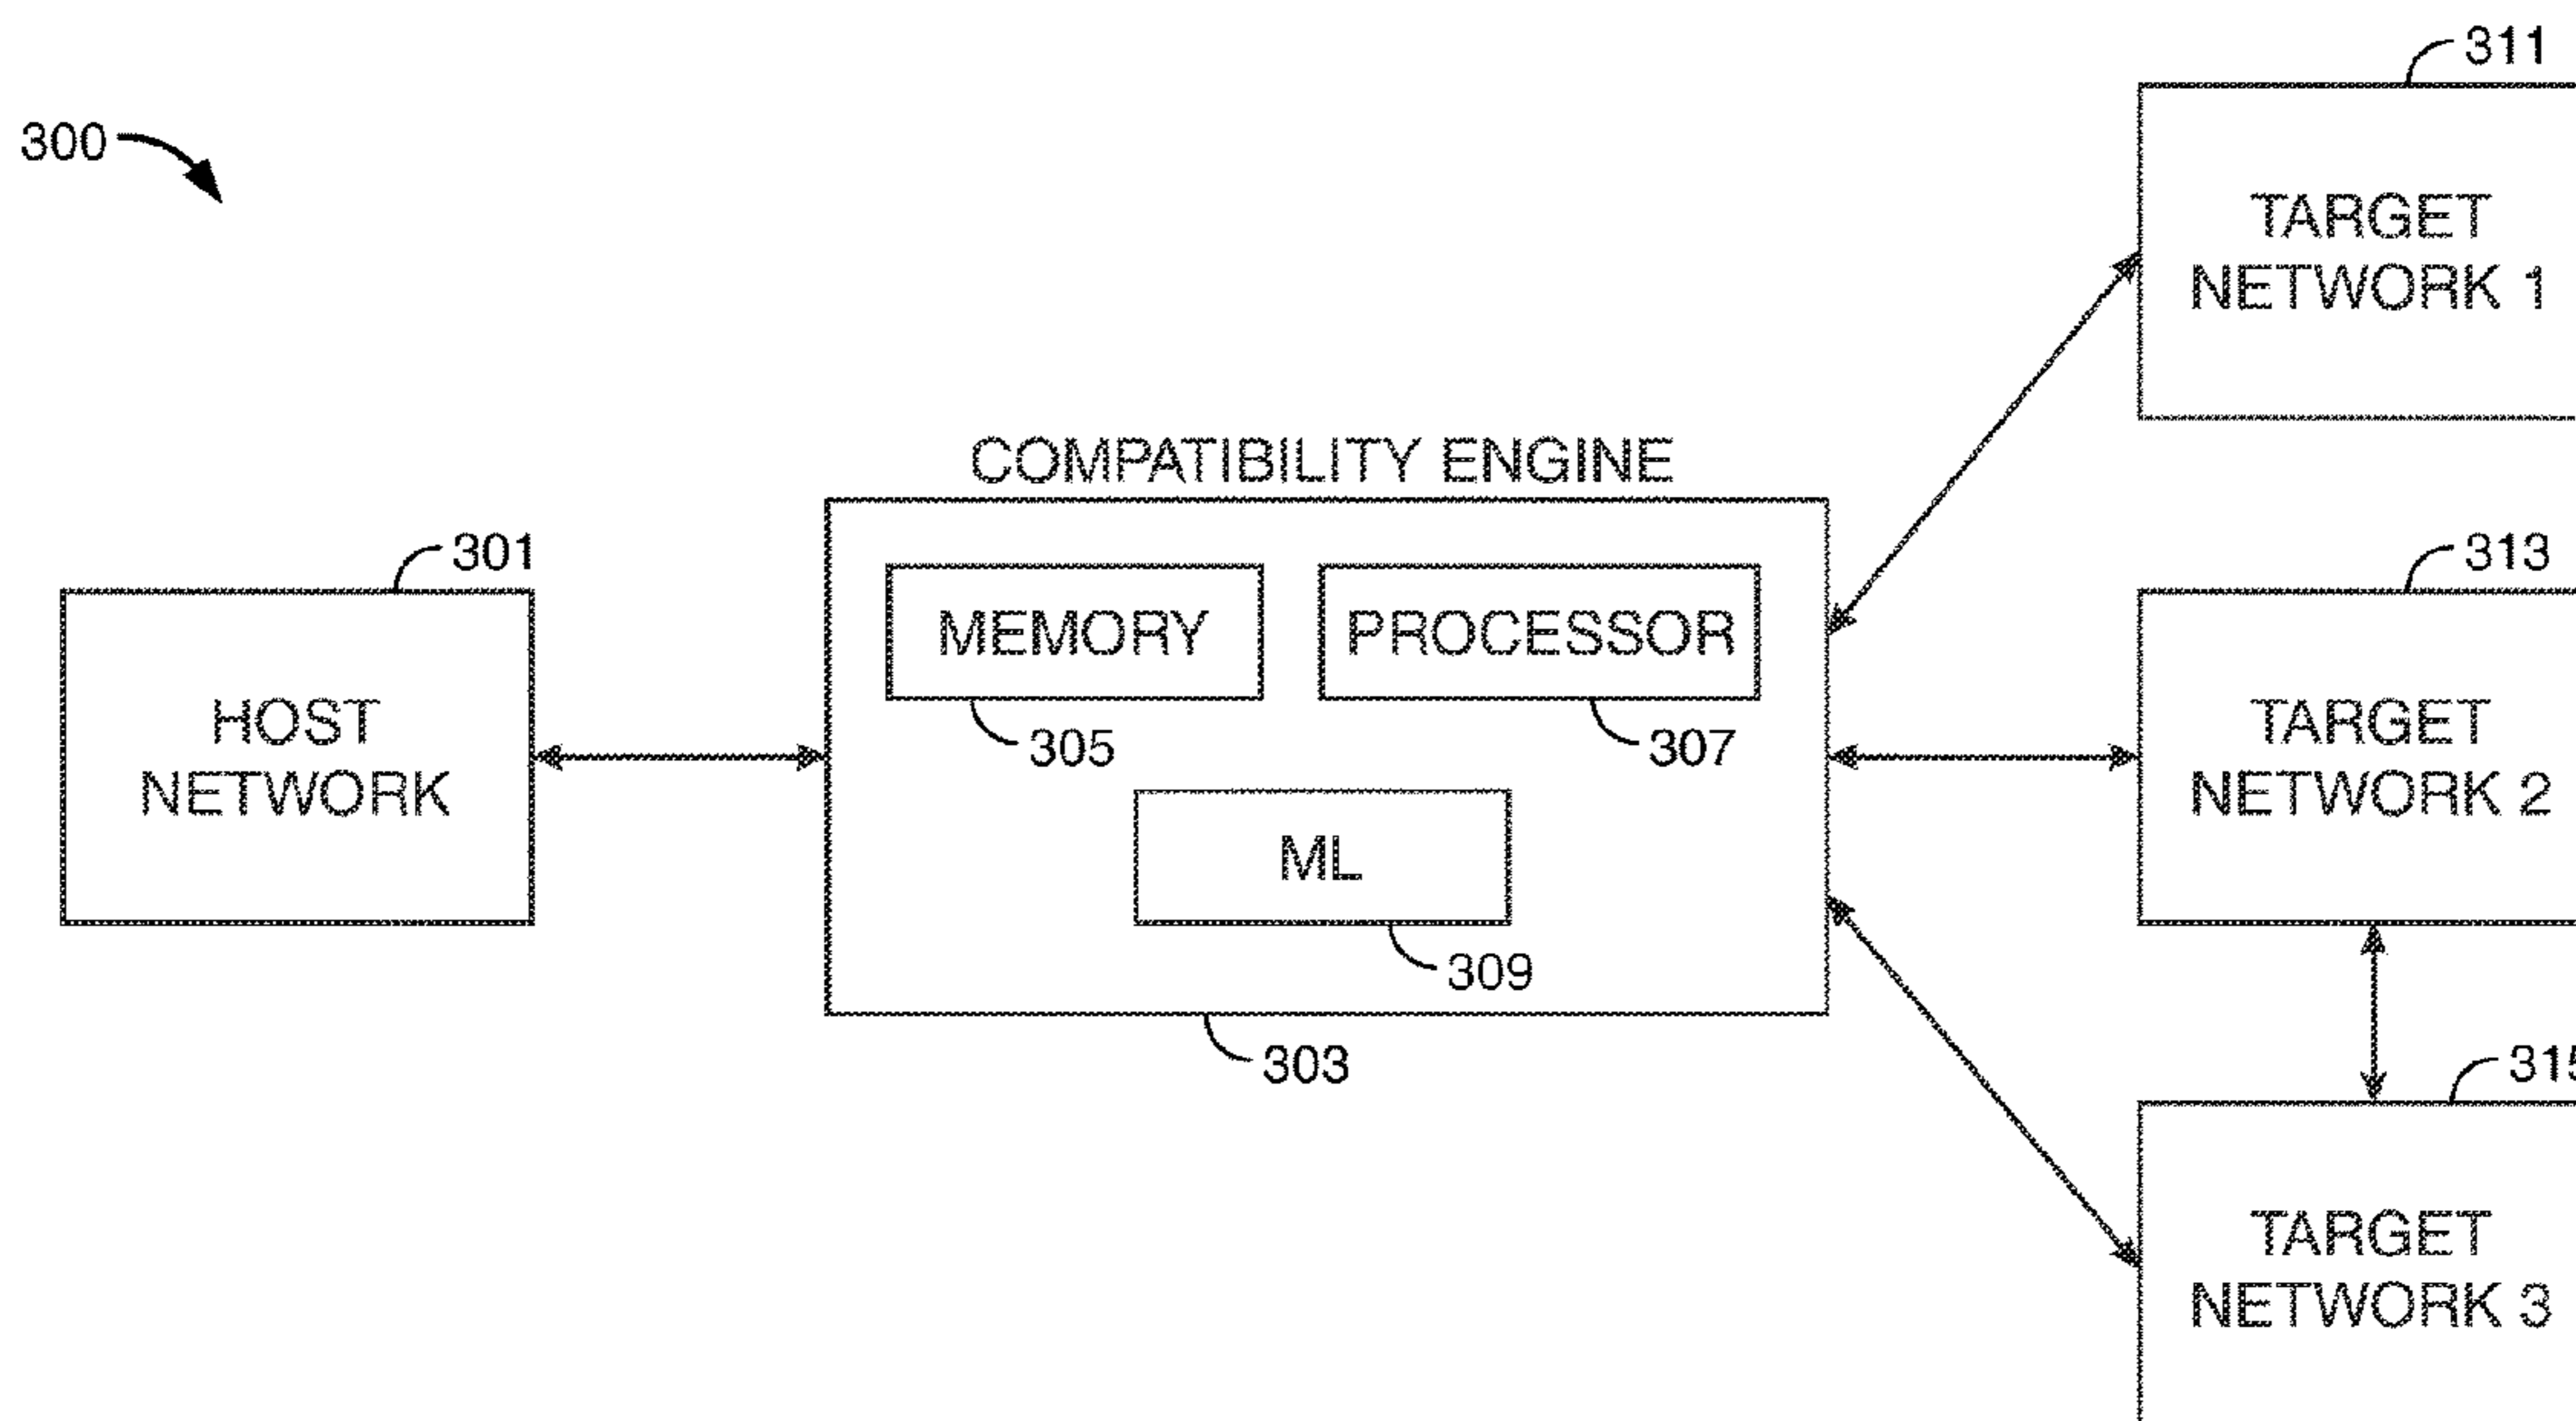 311
300
TARGET
NETWORK 1
COMPATIBILITY ENGINE
301
313
MEMORY
PROCESSOR
HOST
NETWORK
305
307
TARGET
NETWORK 2
ML
309
303
315
TARGET
NETWORK 3